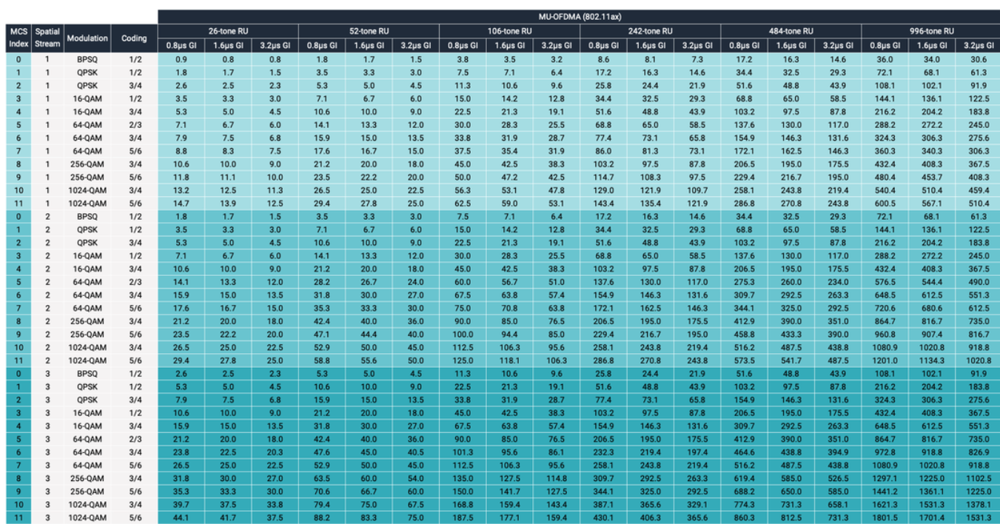 MU-OFDMA (802.11ax)
MCS Index Spatial Stream Modulation Coding 26-tone RU 52-tone RU 106-tone RU 242-tone RU 484-tone RU 996-tone RU
0.8µs GI 1.6µs GI 3.2µs GI 0.8µs GI 1.6µs GI 3.2µs GI 0.8µs GI 1.6µs GI 3.2µs GI 0.8µs GI 1.6µs GI 3.2µs GI 0.8µs GI 1.6µs GI 3.2µs GI 0.8µs GI 1.6µs GI 3.2µs GI
0 1 BPSQ 1/2 0.9 0.8 0.8 1.8 1.7 1.5 3.8 3.5 3.2 8.6 8.1 7.3 17.2 16.3 14.6 36.0 34.0 30.6
1 1 QPSK 1/2 1.8 1.7 1.5 3.5 3.3 3.0 7.5 7.1 6.4 17.2 16.3 14.6 34.4 32.5 29.3 72.1 68.1 61.3
2 1 QPSK 3/4 2.6 2.5 2.3 5.3 5.0 4.5 11.3 10.6 9.6 25.8 24.4 21.9 51.6 48.8 43.9 108.1 102.1 91.9
3 1 16-QAM 1/2 3.5 3.3 3.0 7.1 6.7 6.0 15.0 14.2 12.8 34.4 32.5 29.3 68.8 65.0 58.5 144.1 136.1 122.5
4 1 16-QAM 3/4 5.3 5.0 4.5 10.6 10.0 9.0 22.5 21.3 19.1 51.6 48.8 43.9 103.2 97.5 87.8 216.2 204.2 183.8
5 1 64-QAM 2/3 7.1 6.7 6.0 14.1 13.3 12.0 30.0 28.3 25.5 68.8 65.0 58.5 137.6 130.0 117.0 288.2 272.2 245.0
6 1 64-QAM 3/4 7.9 7.5 6.8 15.9 15.0 13.5 33.8 31.9 28.7 77.4 73.1 65.8 154.9 146.3 131.6 324.3 306.3 275.6
7 1 64-QAM 5/6 8.8 8.3 7.5 17.6 16.7 15.0 37.5 35.4 31.9 86.0 81.3 73.1 172.1 162.5 146.3 360.3 340.3 306.3
8 1 256-QAM 3/4 10.6 10.0 9.0 21.2 20.0 18.0 45.0 42.5 38.3 103.2 97.5 87.8 206.5 195.0 175.5 432.4 408.3 367.5
9 1 256-QAM 5/6 11.8 11.1 10.0 23.5 22.2 20.0 50.0 47.2 42.5 114.7 108.3 97.5 229.4 216.7 195.0 480.4 453.7 408.3
10 1 1024-QAM 3/4 13.2 12.5 11.3 26.5 25.0 22.5 56.3 53.1 47.8 129.0 121.9 109.7 258.1 243.8 219.4 540.4 510.4 459.4
11 1 1024-QAM 5/6 14.7 13.9 12.5 29.4 27.8 25.0 62.5 59.0 53.1 143.4 135.4 121.9 286.8 270.8 243.8 600.5 567.1 510.4
0 2 BPSQ 1/2 1.8 1.7 1.5 3.5 3.3 3.0 7.5 7.1 6.4 17.2 16.3 14.6 34.4 32.5 29.3 72.1 68.1 61.3
1 2 QPSK 1/2 3.5 3.3 3.0 7.1 6.7 6.0 15.0 14.2 12.8 34.4 32.5 29.3 68.8 65.0 58.5 144.1 136.1 122.5
2 2 QPSK 3/4 5.3 5.0 4.5 10.6 10.0 9.0 22.5 21.3 19.1 51.6 48.8 43.9 103.2 97.5 87.8 216.2 204.2 183.8
3 2 16-QAM 1/2 7.1 6.7 6.0 14.1 13.3 12.0 30.0 28.3 25.5 68.8 65.0 58.5 137.6 130.0 117.0 288.2 272.2 245.0
4 2 16-QAM 3/4 10.6 10.0 9.0 21.2 20.0 18.0 45.0 42.5 38.3 103.2 97.5 87.8 206.5 195.0 175.5 432.4 408.3 367.5
5 2 64-QAM 2/3 14.1 13.3 12.0 28.2 26.7 24.0 60.0 56.7 51.0 137.6 130.0 117.0 275.3 260.0 234.0 576.5 544.4 490.0
6 2 64-QAM 3/4 15.9 15.0 13.5 31.8 30.0 27.0 67.5 63.8 57.4 154.9 146.3 131.6 309.7 292.5 263.3 648.5 612.5 551.3
7 2 64-QAM 5/6 17.6 16.7 15.0 35.3 33.3 30.0 75.0 70.8 63.8 172.1 162.5 146.3 344.1 325.0 292.5 720.6 680.6 612.5
8 2 256-QAM 3/4 21.2 20.0 18.0 42.4 40.0 36.0 90.0 85.0 76.5 206.5 195.0 175.5 412.9 390.0 351.0 864.7 816.7 735.0
9 2 256-QAM 5/6 23.5 22.2 20.0 47.1 44.4 40.0 100.0 94.4 85.0 229.4 216.7 195.0 458.8 433.3 390.0 960.8 907.4 816.7
10 2 1024-QAM 3/4 26.5 25.0 22.5 52.9 50.0 45.0 112.5 106.3 95.6 258.1 243.8 219.4 516.2 487.5 438.8 1080.9 1020.8 918.8
11 2 1024-QAM 5/6 29.4 27.8 25.0 58.8 55.6 50.0 125.0 118.1 106.3 286.8 270.8 243.8 573.5 541.7 487.5 1201.0 1134.3 1020.8
0 3 BPSQ 1/2 2.6 2.5 2.3 5.3 5.0 4.5 11.3 10.6 9.6 25.8 24.4 21.9 51.6 48.8 43.9 108.1 102.1 91.9
1 3 QPSK 1/2 5.3 5.0 4.5 10.6 10.0 9.0 22.5 21.3 19.1 51.6 48.8 43.9 103.2 97.5 87.8 216.2 204.2 183.8
2 3 QPSK 3/4 7.9 7.5 6.8 15.9 15.0 13.5 33.8 31.9 28.7 77.4 73.1 65.8 154.9 146.3 131.6 324.3 306.3 275.6
3 3 16-QAM 1/2 10.6 10.0 9.0 21.2 20.0 18.0 45.0 42.5 38.3 103.2 97.5 87.8 206.5 195.0 175.5 432.4 408.3 367.5
4 3 16-QAM 3/4 15.9 15.0 13.5 31.8 30.0 27.0 67.5 63.8 57.4 154.9 146.3 131.6 309.7 292.5 263.3 648.5 612.5 551.3
5 3 64-QAM 2/3 21.2 20.0 18.0 42.4 40.0 36.0 90.0 85.0 76.5 206.5 195.0 175.5 412.9 390.0 351.0 864.7 816.7 735.0
6 3 64-QAM 3/4 23.8 22.5 20.3 47.6 45.0 40.5 101.3 95.6 86.1 232.3 219.4 197.4 464.6 438.8 394.9 972.8 918.8 826.9
7 3 64-QAM 5/6 26.5 25.0 22.5 52.9 50.0 45.0 112.5 106.3 95.6 258.1 243.8 219.4 516.2 487.5 438.8 1080.9 1020.8 918.8
8 3 256-QAM 3/4 31.8 30.0 27.0 63.5 60.0 54.0 135.0 127.5 114.8 309.7 292.5 263.3 619.4 585.0 526.5 1297.1 1225.0 1102.5
9 3 256-QAM 5/6 35.3 33.3 30.0 70.6 66.7 60.0 150.0 141.7 127.5 344.1 325.0 292.5 688.2 650.0 585.0 1441.2 1361.1 1225.0
10 3 1024-QAM 3/4 39.7 37.5 33.8 79.4 75.0 67.5 168.8 159.4 143.4 387.1 365.6 329.1 774.3 731.3 658.1 1621.3 1531.3 1378.1
11 3 1024-QAM 5/6 44.1 41.7 37.5 88.2 83.3 75.0 187.5 177.1 159.4 430.1 406.3 365.6 860.3 812.5 731.3 1801.5 1701.4 1531.3